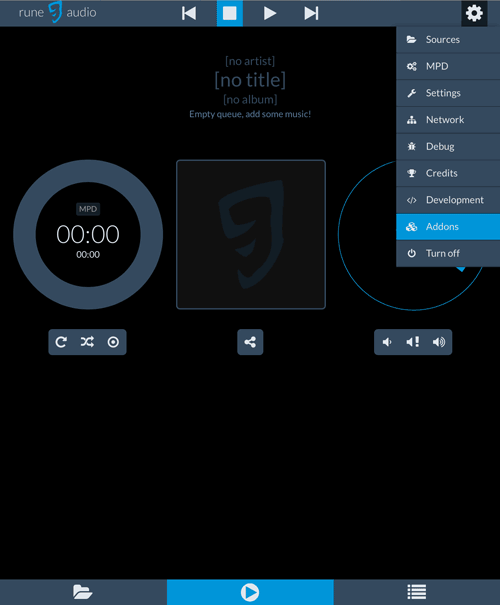 rune audio
[no artist]
[no title]
[no album]
Empty queue, add some music!
MPD
00:00
00:00
Sources
MPD
Settings
Network
Debug
Credits
Development
Addons
Turn off